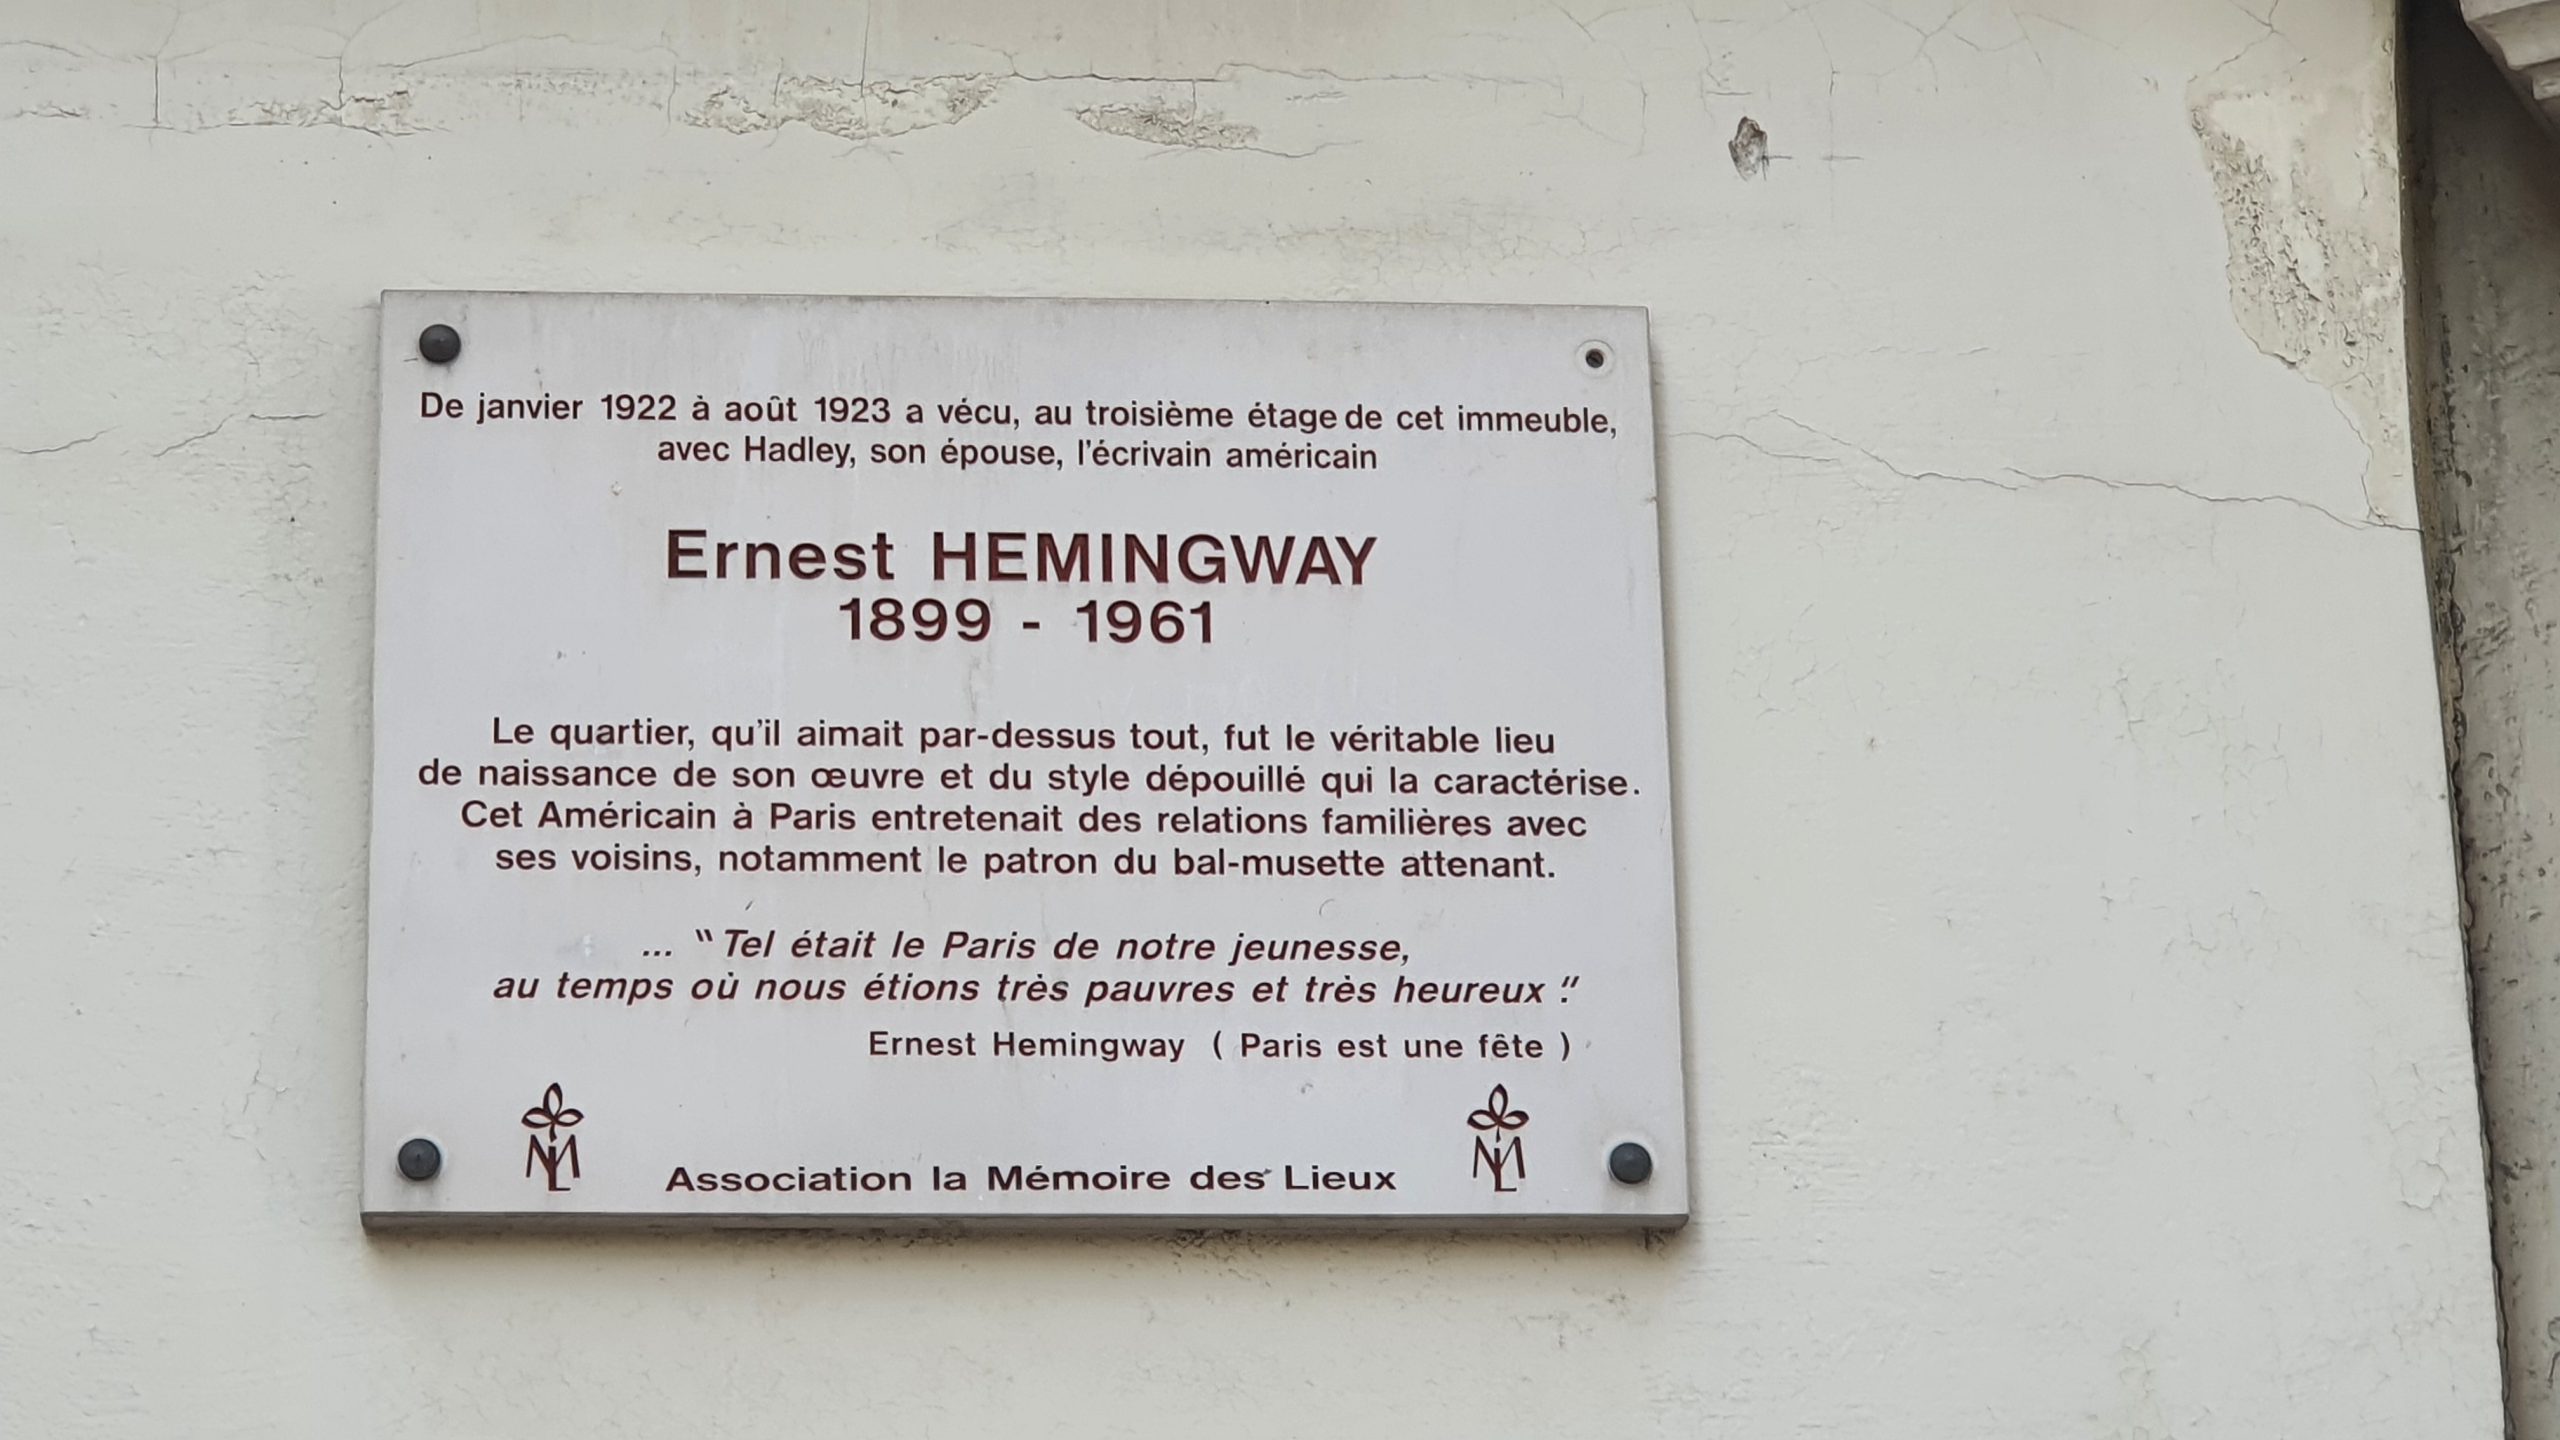 De janvier 1922 à août 1923 a vécu, au troisième étage de cet immeuble,
avec Hadley, son épouse, l'écrivain américain
Ernest HEMINGWAY
1899 - 1961
Le quartier, qu'il aimait par-dessus tout, fut le véritable lieu
de naissance de son œuvre et du style dépouillé qui la caractérise.
Cet Américain à Paris entretenait des relations familières avec
ses voisins, notamment le patron du bal-musette attenant.
... "Tel était le Paris de notre jeunesse,
au temps où nous étions très pauvres et très heureux."
Ernest Hemingway ( Paris est une fête )
ML Association la Mémoire des Lieux ML